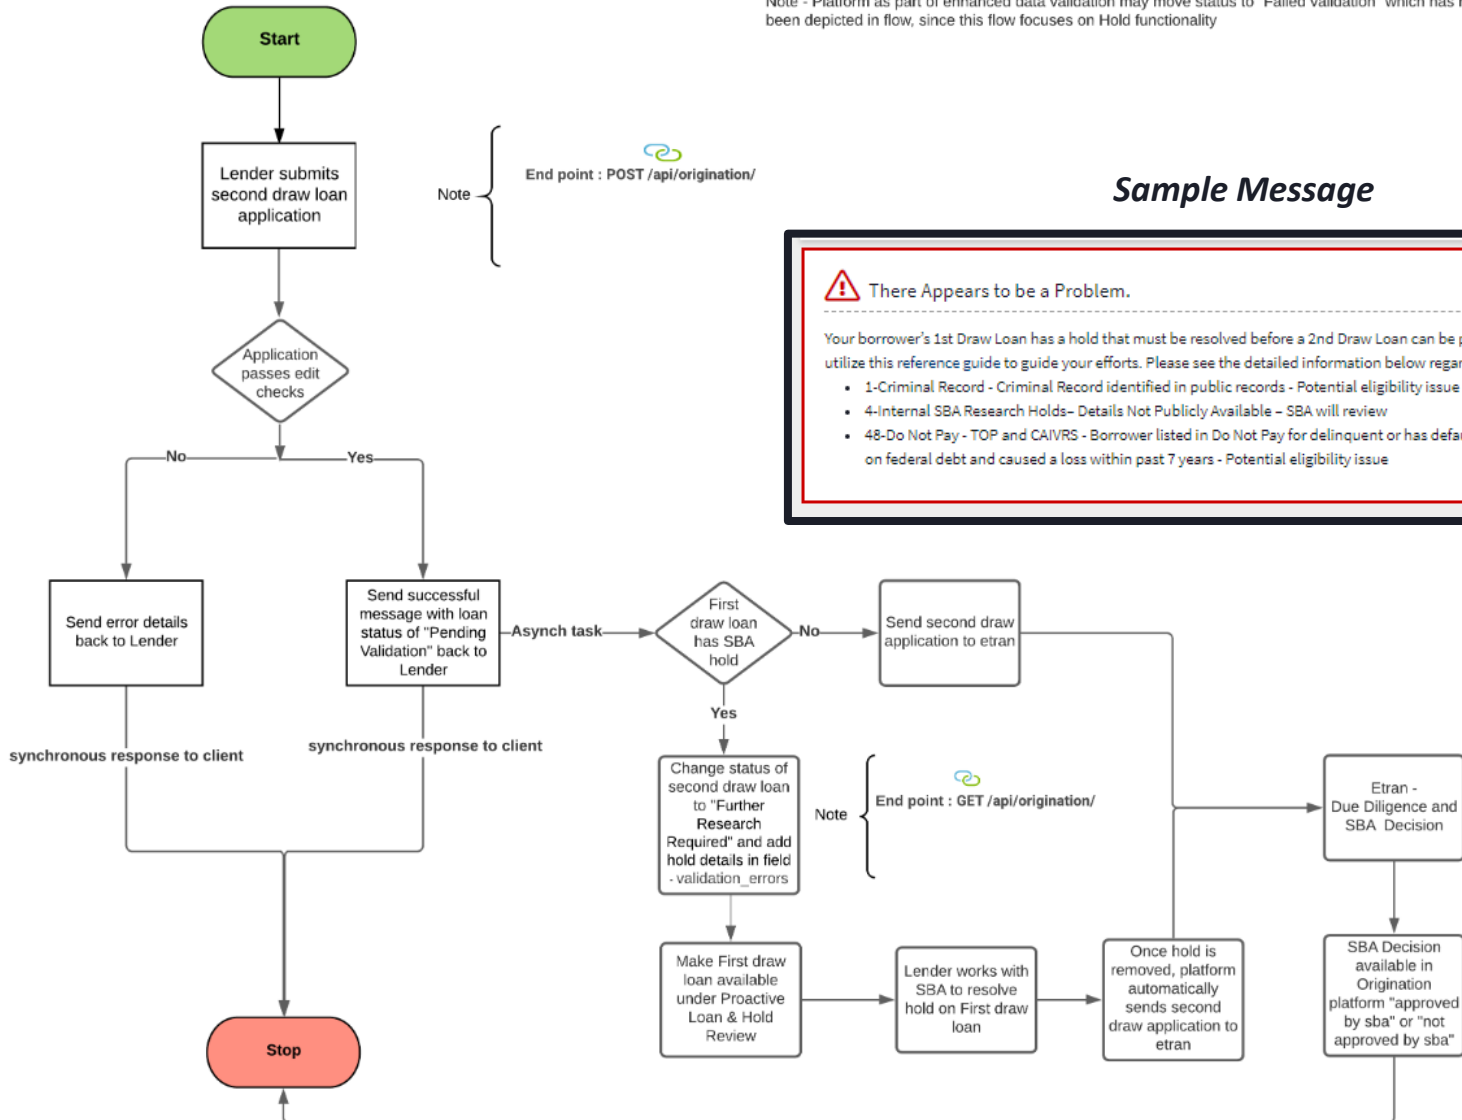 Note - Platform as part of enhanced data validation may move status to "Failed Validation" which has
been depicted in flow, since this flow focuses on Hold functionality
Start
Lender submits
second draw loan
application
Note
End point : POST /api/origination/
Sample Message
There Appears to be a Problem.
Your borrower's 1st Draw Loan has a hold that must be resolved before a 2nd Draw Loan can be
utilize this reference guide to guide your efforts. Please see the detailed information below
• 1-Criminal Record - Criminal Record identified in public records - Potential eligibility issue
• 4-Internal SBA Research Holds– Details Not Publicly Available – SBA will review
• 48-Do Not Pay - TOP and CAIVRS - Borrower listed in Do Not Pay for delinquent or has
on federal debt and caused a loss within past 7 years - Potential eligibility issue
Application
passes edit
checks
No
Yes
Send error details
back to Lender
Send successful
message with loan
status of "Pending
Validation" back to
Lender
Asynch task
First
draw loan
has SBA
hold
No
Send second draw
application to etran
Yes
synchronous response to client
synchronous response to client
Change status of
second draw loan
to "Further
Research
Required" and add
hold details in field
- validation_errors
Note
End point : GET /api/origination/
Etran -
Due Diligence and
SBA Decision
Make First draw
loan available
under Proactive
Loan & Hold
Review
Lender works with
SBA to resolve
hold on First draw
loan
Once hold is
removed, platform
automatically
sends second
draw application to
etran
SBA Decision
available in
Origination
platform "approved
by sba" or "not
approved by sba"
Stop